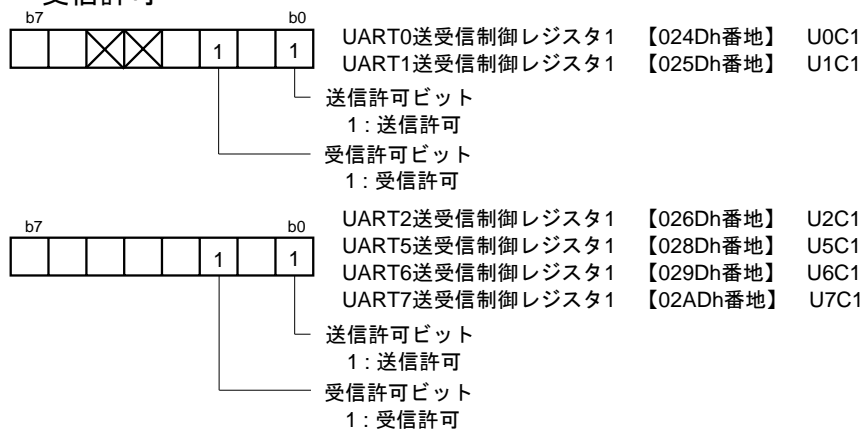 受信許可
b7 b0
1 1 UART0送受信制御レジスタ1 【024Dh番地】 U0C1
UART1送受信制御レジスタ1 【025Dh番地】 U1C1
送信許可ビット
1 : 送信許可
受信許可ビット
1 : 受信許可
b7 b0
UART2送受信制御レジスタ1 【026Dh番地】 U2C1
1 1 UART5送受信制御レジスタ1 【028Dh番地】 U5C1
UART6送受信制御レジスタ1 【029Dh番地】 U6C1
UART7送受信制御レジスタ1 【02ADh番地】 U7C1
送信許可ビット
1 : 送信許可
受信許可ビット
1 : 受信許可